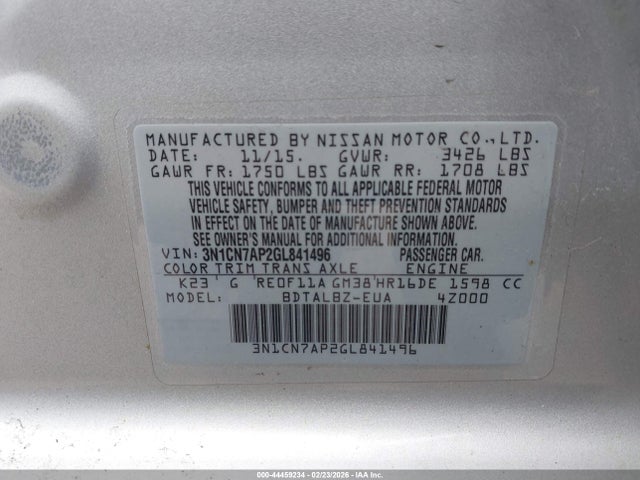 MANUFACTURED BY NISSAN MOTOR CO., LTD.
DATE: 11/15. GVWR: 3426 LBS
GAWR FR: 1750 LBS GAWR RR: 1708 LBS
THIS VEHICLE CONFORMS TO ALL APPLICABLE FEDERAL MOTOR
VEHICLE SAFETY, BUMPER AND THEFT PREVENTION STANDARDS
IN EFFECT ON THE DATE OF MANUFACTURE SHOWN ABOVE.
SEE OWNER'S MANUAL FOR ADDITIONAL INFORMATION.
VIN: 3N1CN7AP2GL841496 PASSENGER CAR.
COLOR TRIM TRANS AXLE ENGINE
K23 G RE0F11A GM38 HR16DE 1598 CC
MODEL: BDTALBZ-EUA 4Z000
3N1CN7AP2GL841496
000-44459234 - 02/23/2026 - IAAI.COM